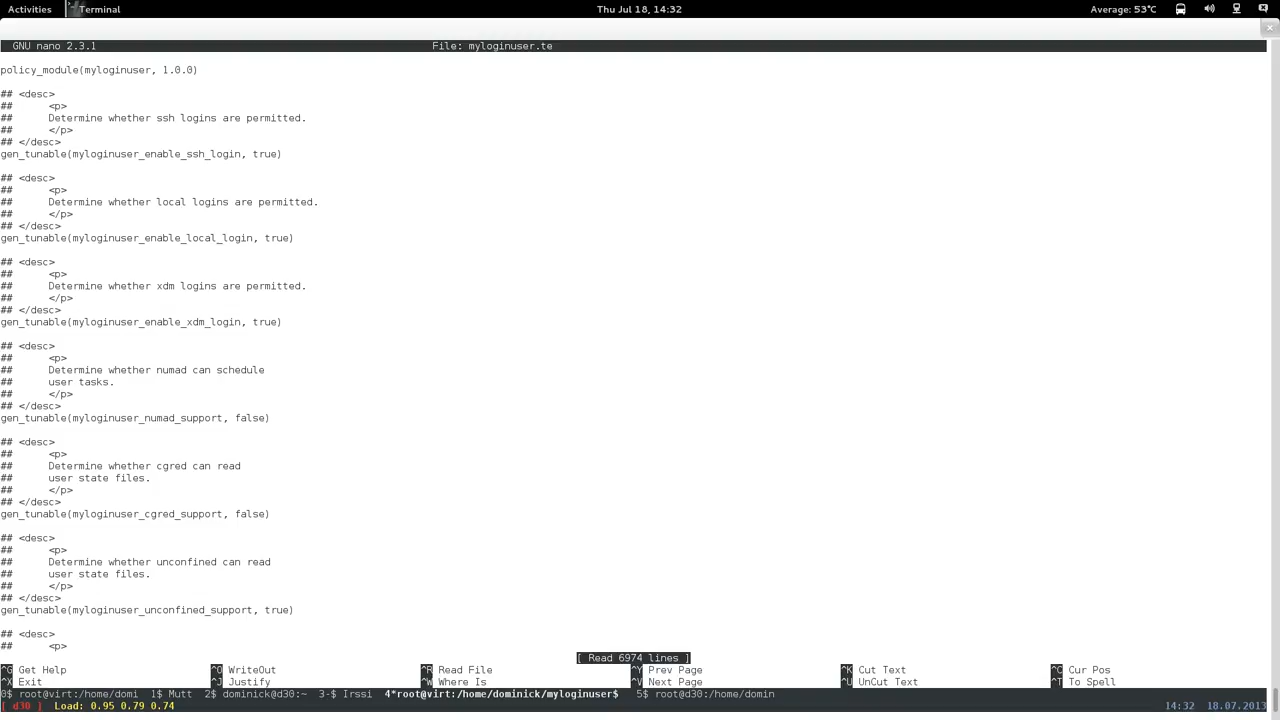 Activities Terminal Thu Jul 18, 14:32 Average: 53°C
GNU nano 2.3.1 File: myloginuser.te
policy_module(myloginuser, 1.0.0)
## <desc>
## <p>
## Determine whether ssh logins are permitted.
## </p>
## </desc>
gen_tunable(myloginuser_enable_ssh_login, true)
## <desc>
## <p>
## Determine whether local logins are permitted.
## </p>
## </desc>
gen_tunable(myloginuser_enable_local_login, true)
## <desc>
## <p>
## Determine whether xdm logins are permitted.
## </p>
## </desc>
gen_tunable(myloginuser_enable_xdm_login, true)
## <desc>
## <p>
## Determine whether numad can schedule
## user tasks.
## </p>
## </desc>
gen_tunable(myloginuser_numad_support, false)
## <desc>
## <p>
## Determine whether cgred can read
## user state files.
## </p>
## </desc>
gen_tunable(myloginuser_cgred_support, false)
## <desc>
## <p>
## Determine whether unconfined can read
## user state files.
## </p>
## </desc>
gen_tunable(myloginuser_unconfined_support, true)
## <desc>
## <p>
[ Read 6974 lines ]
^G Get Help ^O WriteOut ^R Read File ^Y Prev Page ^K Cut Text ^C Cur Pos
^X Exit ^J Justify ^W Where Is ^V Next Page ^U UnCut Text ^T To Spell
0$ root@virt:/home/domi 1$ Mutt 2$ dominick@d30:~ 3-$ Irssi 4*root@virt:/home/dominick/myloginuser$ 5$ root@d30:/home/domin
[ d30 ] Load: 0.95 0.79 0.74 14:32 18.07.2013